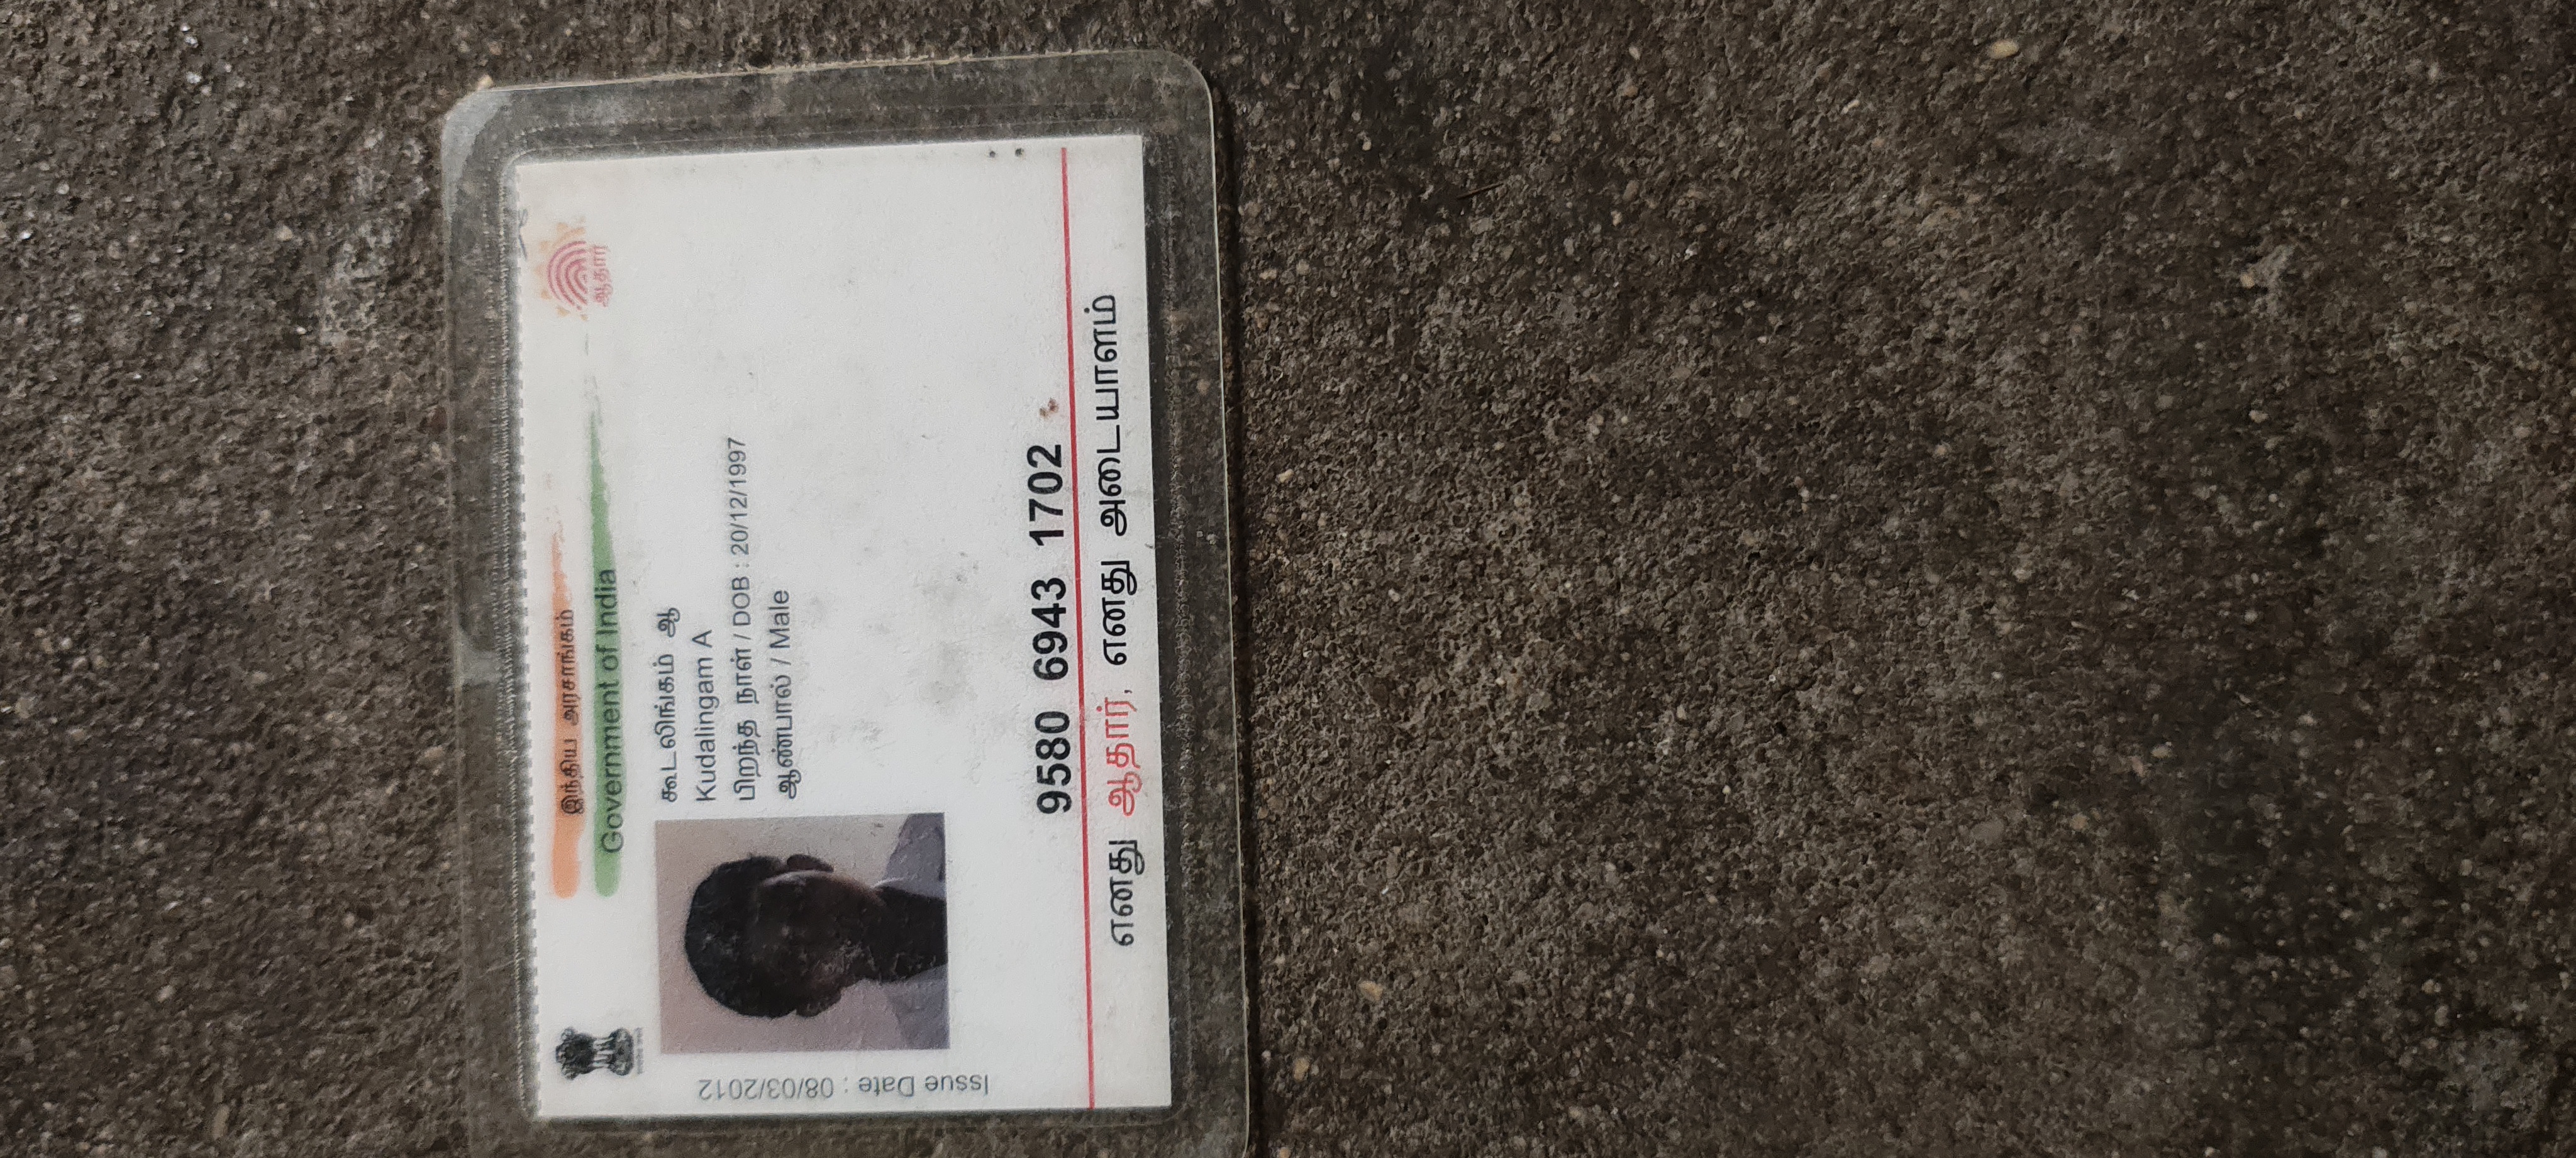 இந்திய அரசாங்கம்
Government of India
ஆதார்
கூடலிங்கம் ஆ
Kudalingam A
பிறந்த நாள் / DOB : 20/12/1997
ஆண்பால் / Male
Issue Date : 08/03/2012
9580 6943 1702
எனது ஆதார், எனது அடையாளம்